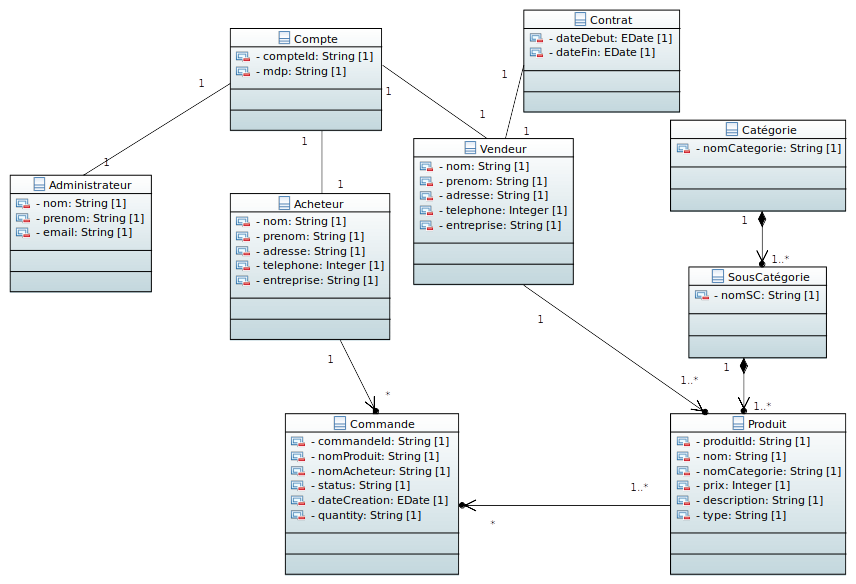 Contrat
- dateDebut: EDate [1]
- dateFin: EDate [1]
Compte
- compteId: String [1]
- mdp: String [1]
1
1
1
1
1
1
Catégorie
- nomCategorie: String [1]
Vendeur
- nom: String [1]
- prenom: String [1]
- adresse: String [1]
- telephone: Integer [1]
- entreprise: String [1]
1
1
Administrateur
- nom: String [1]
- prenom: String [1]
- email: String [1]
Acheteur
- nom: String [1]
- prenom: String [1]
- adresse: String [1]
- telephone: Integer [1]
- entreprise: String [1]
1
1..*
SousCatégorie
- nomSC: String [1]
1
1
1
1..*
*
1..*
Commande
- commandeId: String [1]
- nomProduit: String [1]
- nomAcheteur: String [1]
- status: String [1]
- dateCreation: EDate [1]
- quantity: String [1]
Produit
- produitId: String [1]
- nom: String [1]
- nomCategorie: String [1]
- prix: Integer [1]
- description: String [1]
- type: String [1]
1..*
*